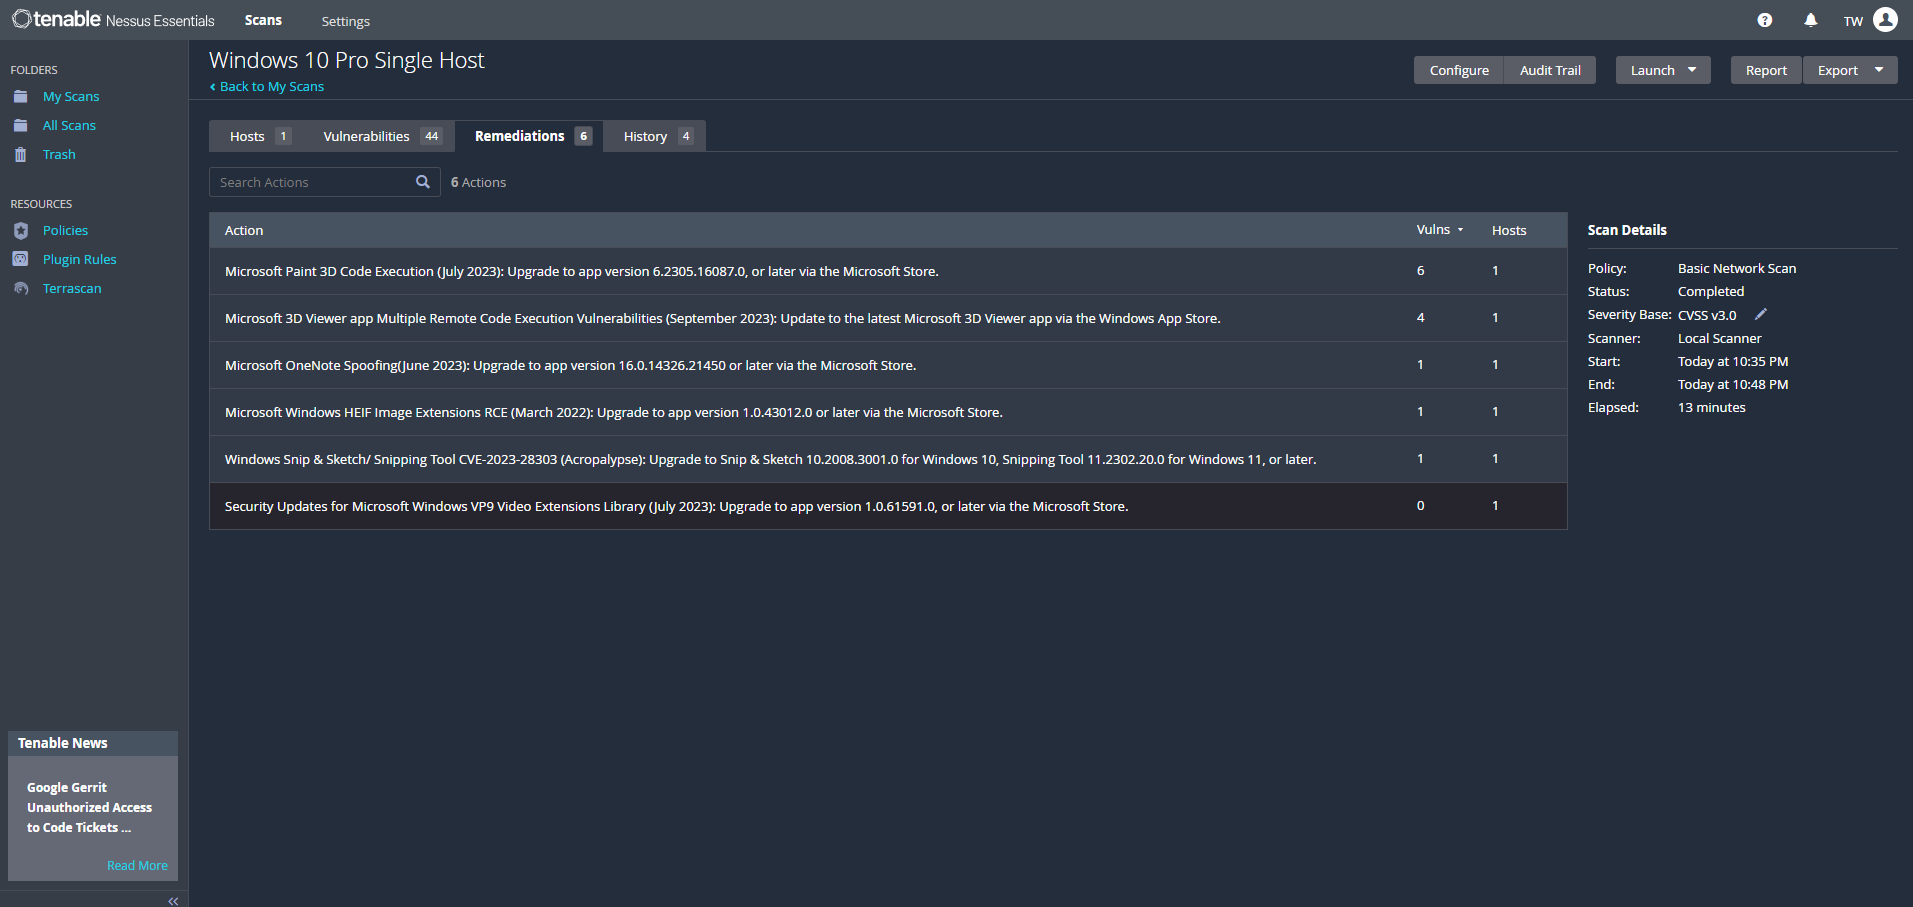 tenable Nessus Essentials Scans Settings TW
FOLDERS
My Scans
All Scans
Trash
RESOURCES
Policies
Plugin Rules
Terrascan
Tenable News
Google Gerrit
Unauthorized Access
to Code Tickets ...
Read More
Windows 10 Pro Single Host
Back to My Scans
Configure Audit Trail Launch Report Export
Hosts 1 Vulnerabilities 44 Remediations 6 History 4
Search Actions 6 Actions
Action Vulns Hosts
Microsoft Paint 3D Code Execution (July 2023): Upgrade to app version 6.2305.16087.0, or later via the Microsoft Store. 6 1
Microsoft 3D Viewer app Multiple Remote Code Execution Vulnerabilities (September 2023): Update to the latest Microsoft 3D Viewer app via the Windows App Store. 4 1
Microsoft OneNote Spoofing(June 2023): Upgrade to app version 16.0.14326.21450 or later via the Microsoft Store. 1 1
Microsoft Windows HEIF Image Extensions RCE (March 2022): Upgrade to app version 1.0.43012.0 or later via the Microsoft Store. 1 1
Windows Snip & Sketch/ Snipping Tool CVE-2023-28303 (Acropalypse): Upgrade to Snip & Sketch 10.2008.3001.0 for Windows 10, Snipping Tool 11.2302.20.0 for Windows 11, or later. 1 1
Security Updates for Microsoft Windows VP9 Video Extensions Library (July 2023): Upgrade to app version 1.0.61591.0, or later via the Microsoft Store. 0 1
Scan Details
Policy: Basic Network Scan
Status: Completed
Severity Base: CVSS v3.0
Scanner: Local Scanner
Start: Today at 10:35 PM
End: Today at 10:48 PM
Elapsed: 13 minutes